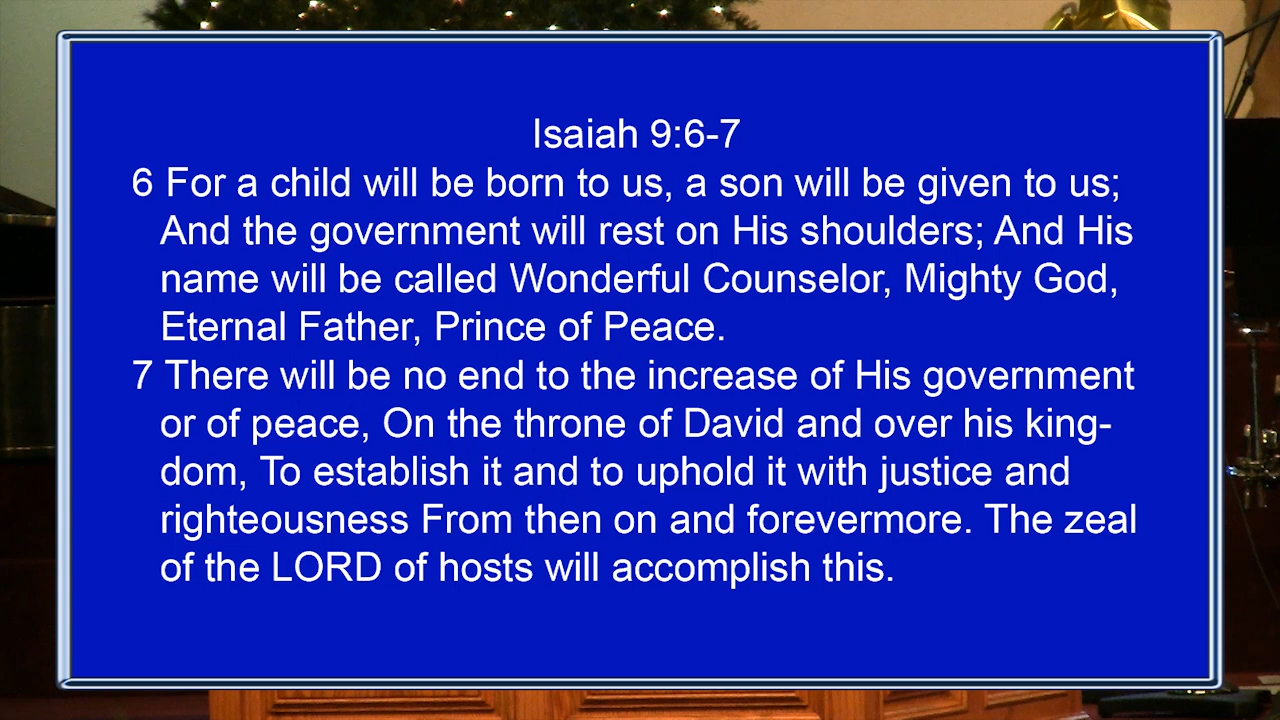 Isaiah 9:6-7
6 For a child will be born to us, a son will be given to us;
And the government will rest on His shoulders; And His
name will be called Wonderful Counselor, Mighty God,
Eternal Father, Prince of Peace.
7 There will be no end to the increase of His government
or of peace, On the throne of David and over his king-
dom, To establish it and to uphold it with justice and
righteousness From then on and forevermore. The zeal
of the LORD of hosts will accomplish this.